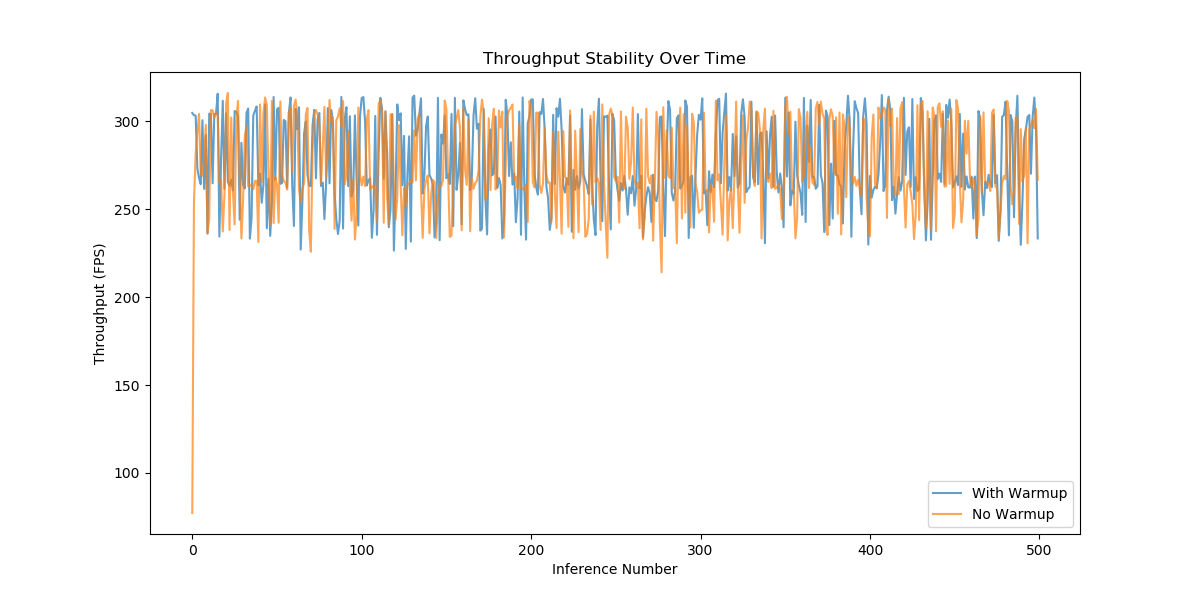 Throughput Stability Over Time
Throughput (FPS)
300
250
200
150
100
0 100 200 300 400 500
Inference Number
With Warmup
No Warmup